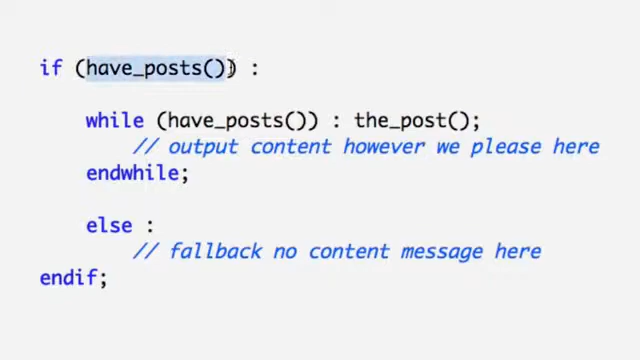 if (have_posts()) :
while (have_posts()) : the_post();
// output content however we please here
endwhile;
else :
// fallback no content message here
endif;